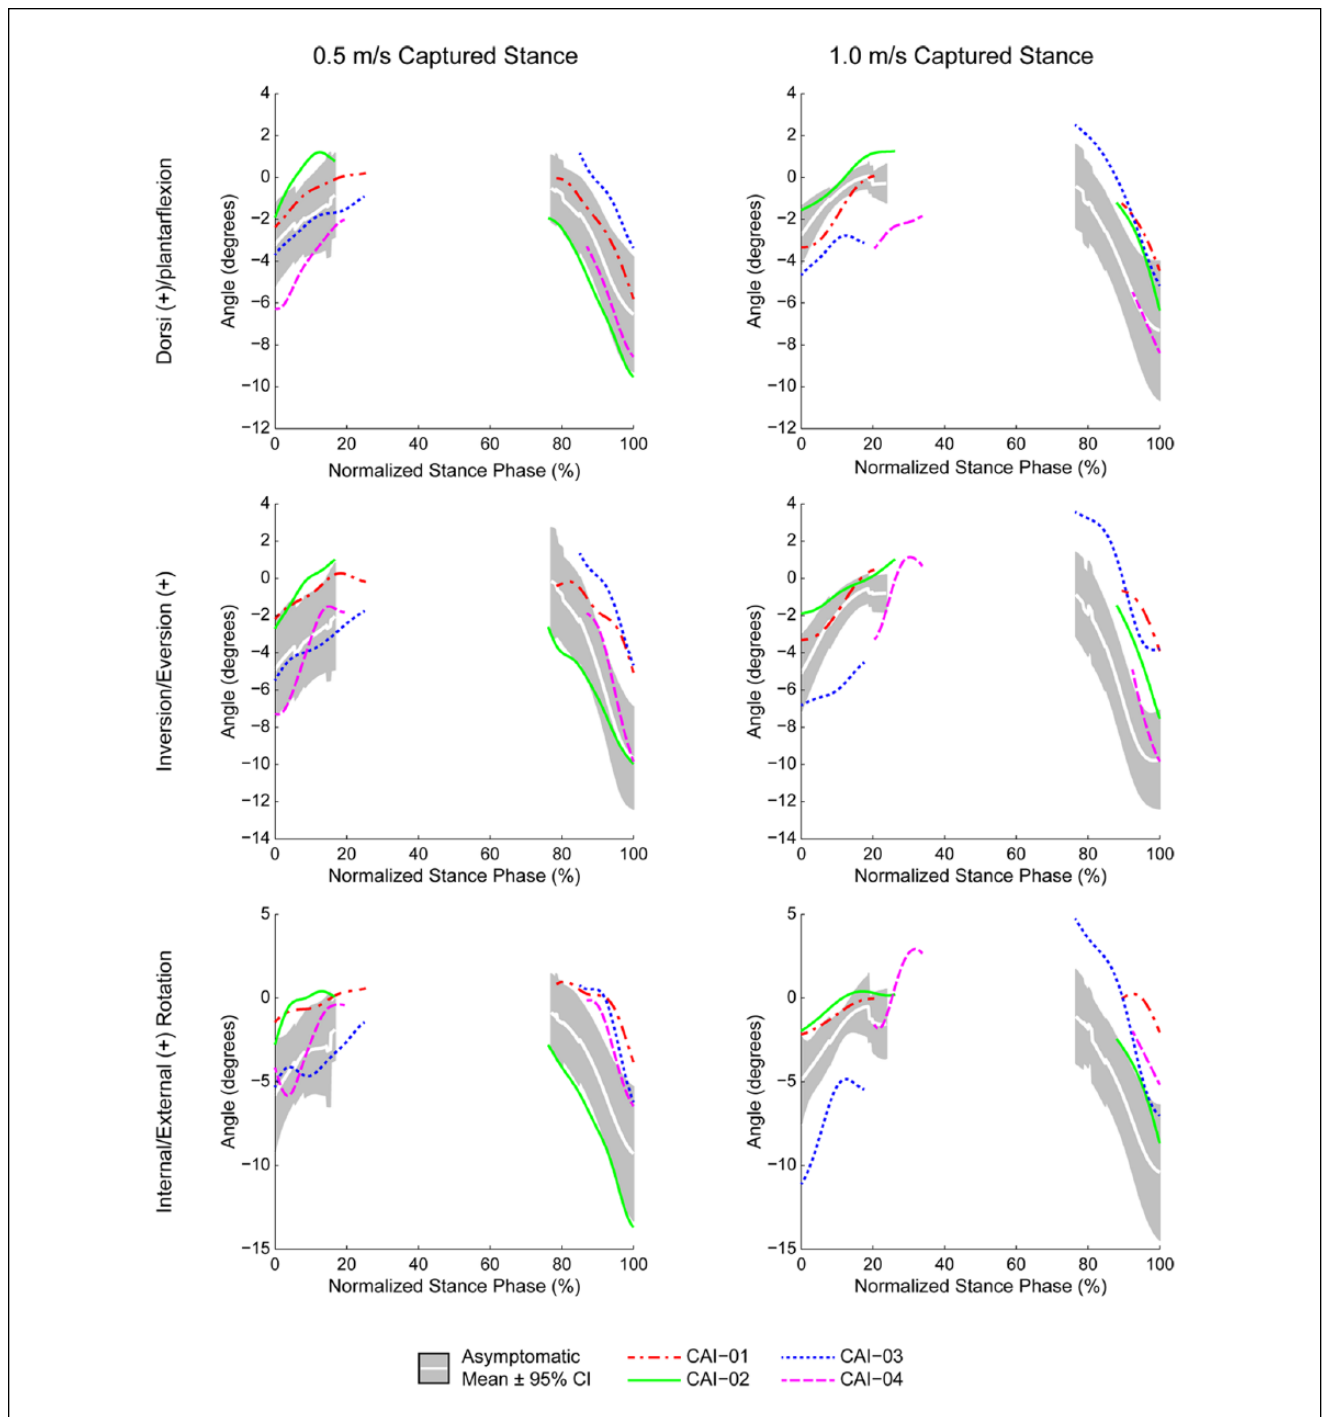 0.5 m/s Captured Stance
1.0 m/s Captured Stance
Dorsi (+)/plantarflexion
Angle (degrees)
4
2
0
−2
−4
−6
−8
−10
−12
0 20 40 60 80 100
Normalized Stance Phase (%)
Angle (degrees)
4
2
0
−2
−4
−6
−8
−10
−12
0 20 40 60 80 100
Normalized Stance Phase (%)
Inversion/Eversion (+)
Angle (degrees)
4
2
0
−2
−4
−6
−8
−10
−12
−14
0 20 40 60 80 100
Normalized Stance Phase (%)
Angle (degrees)
4
2
0
−2
−4
−6
−8
−10
−12
−14
0 20 40 60 80 100
Normalized Stance Phase (%)
Internal/External (+) Rotation
Angle (degrees)
5
0
−5
−10
−15
0 20 40 60 80 100
Normalized Stance Phase (%)
Angle (degrees)
5
0
−5
−10
−15
0 20 40 60 80 100
Normalized Stance Phase (%)
Asymptomatic
Mean ± 95% CI
CAI−01
CAI−02
CAI−03
CAI−04